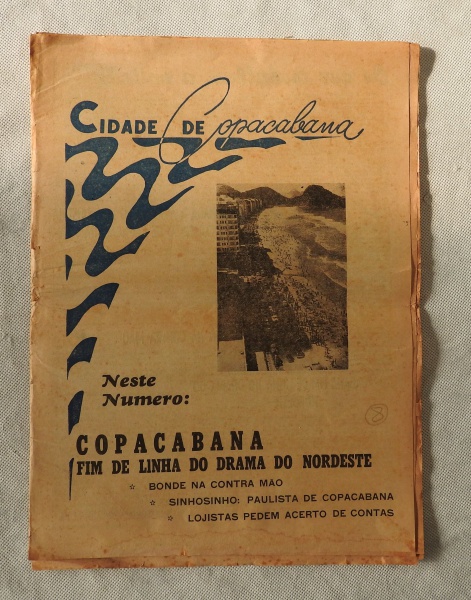 CIDADE DE Copacabana
Neste
Numero:
COPACABANA
FIM DE LINHA DO DRAMA DO NORDESTE
☆ BONDE NA CONTRA MÃO
☆ SINHOSINHO: PAULISTA DE COPACABANA
☆ LOJISTAS PEDEM ACERTO DE CONTAS